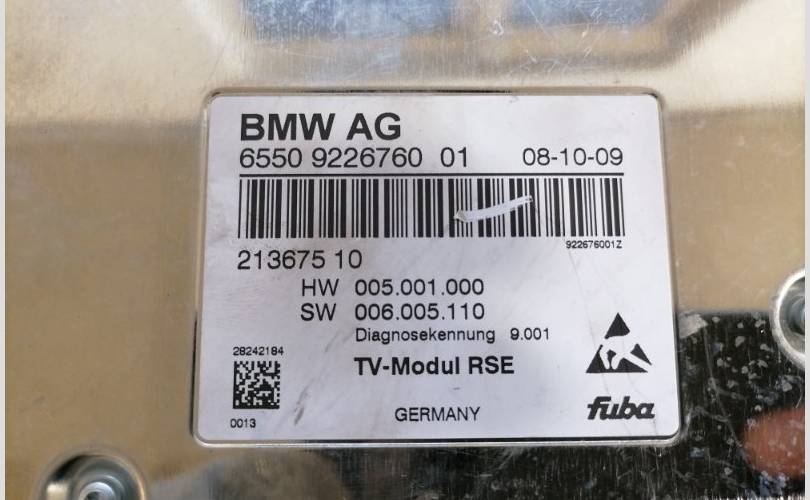 BMW AG
6550 9226760 01 08-10-09
922676001Z
213675 10
HW 005.001.000
SW 006.005.110
Diagnosekennung 9.001
28242184
TV-Modul RSE
0013
GERMANY
fuba